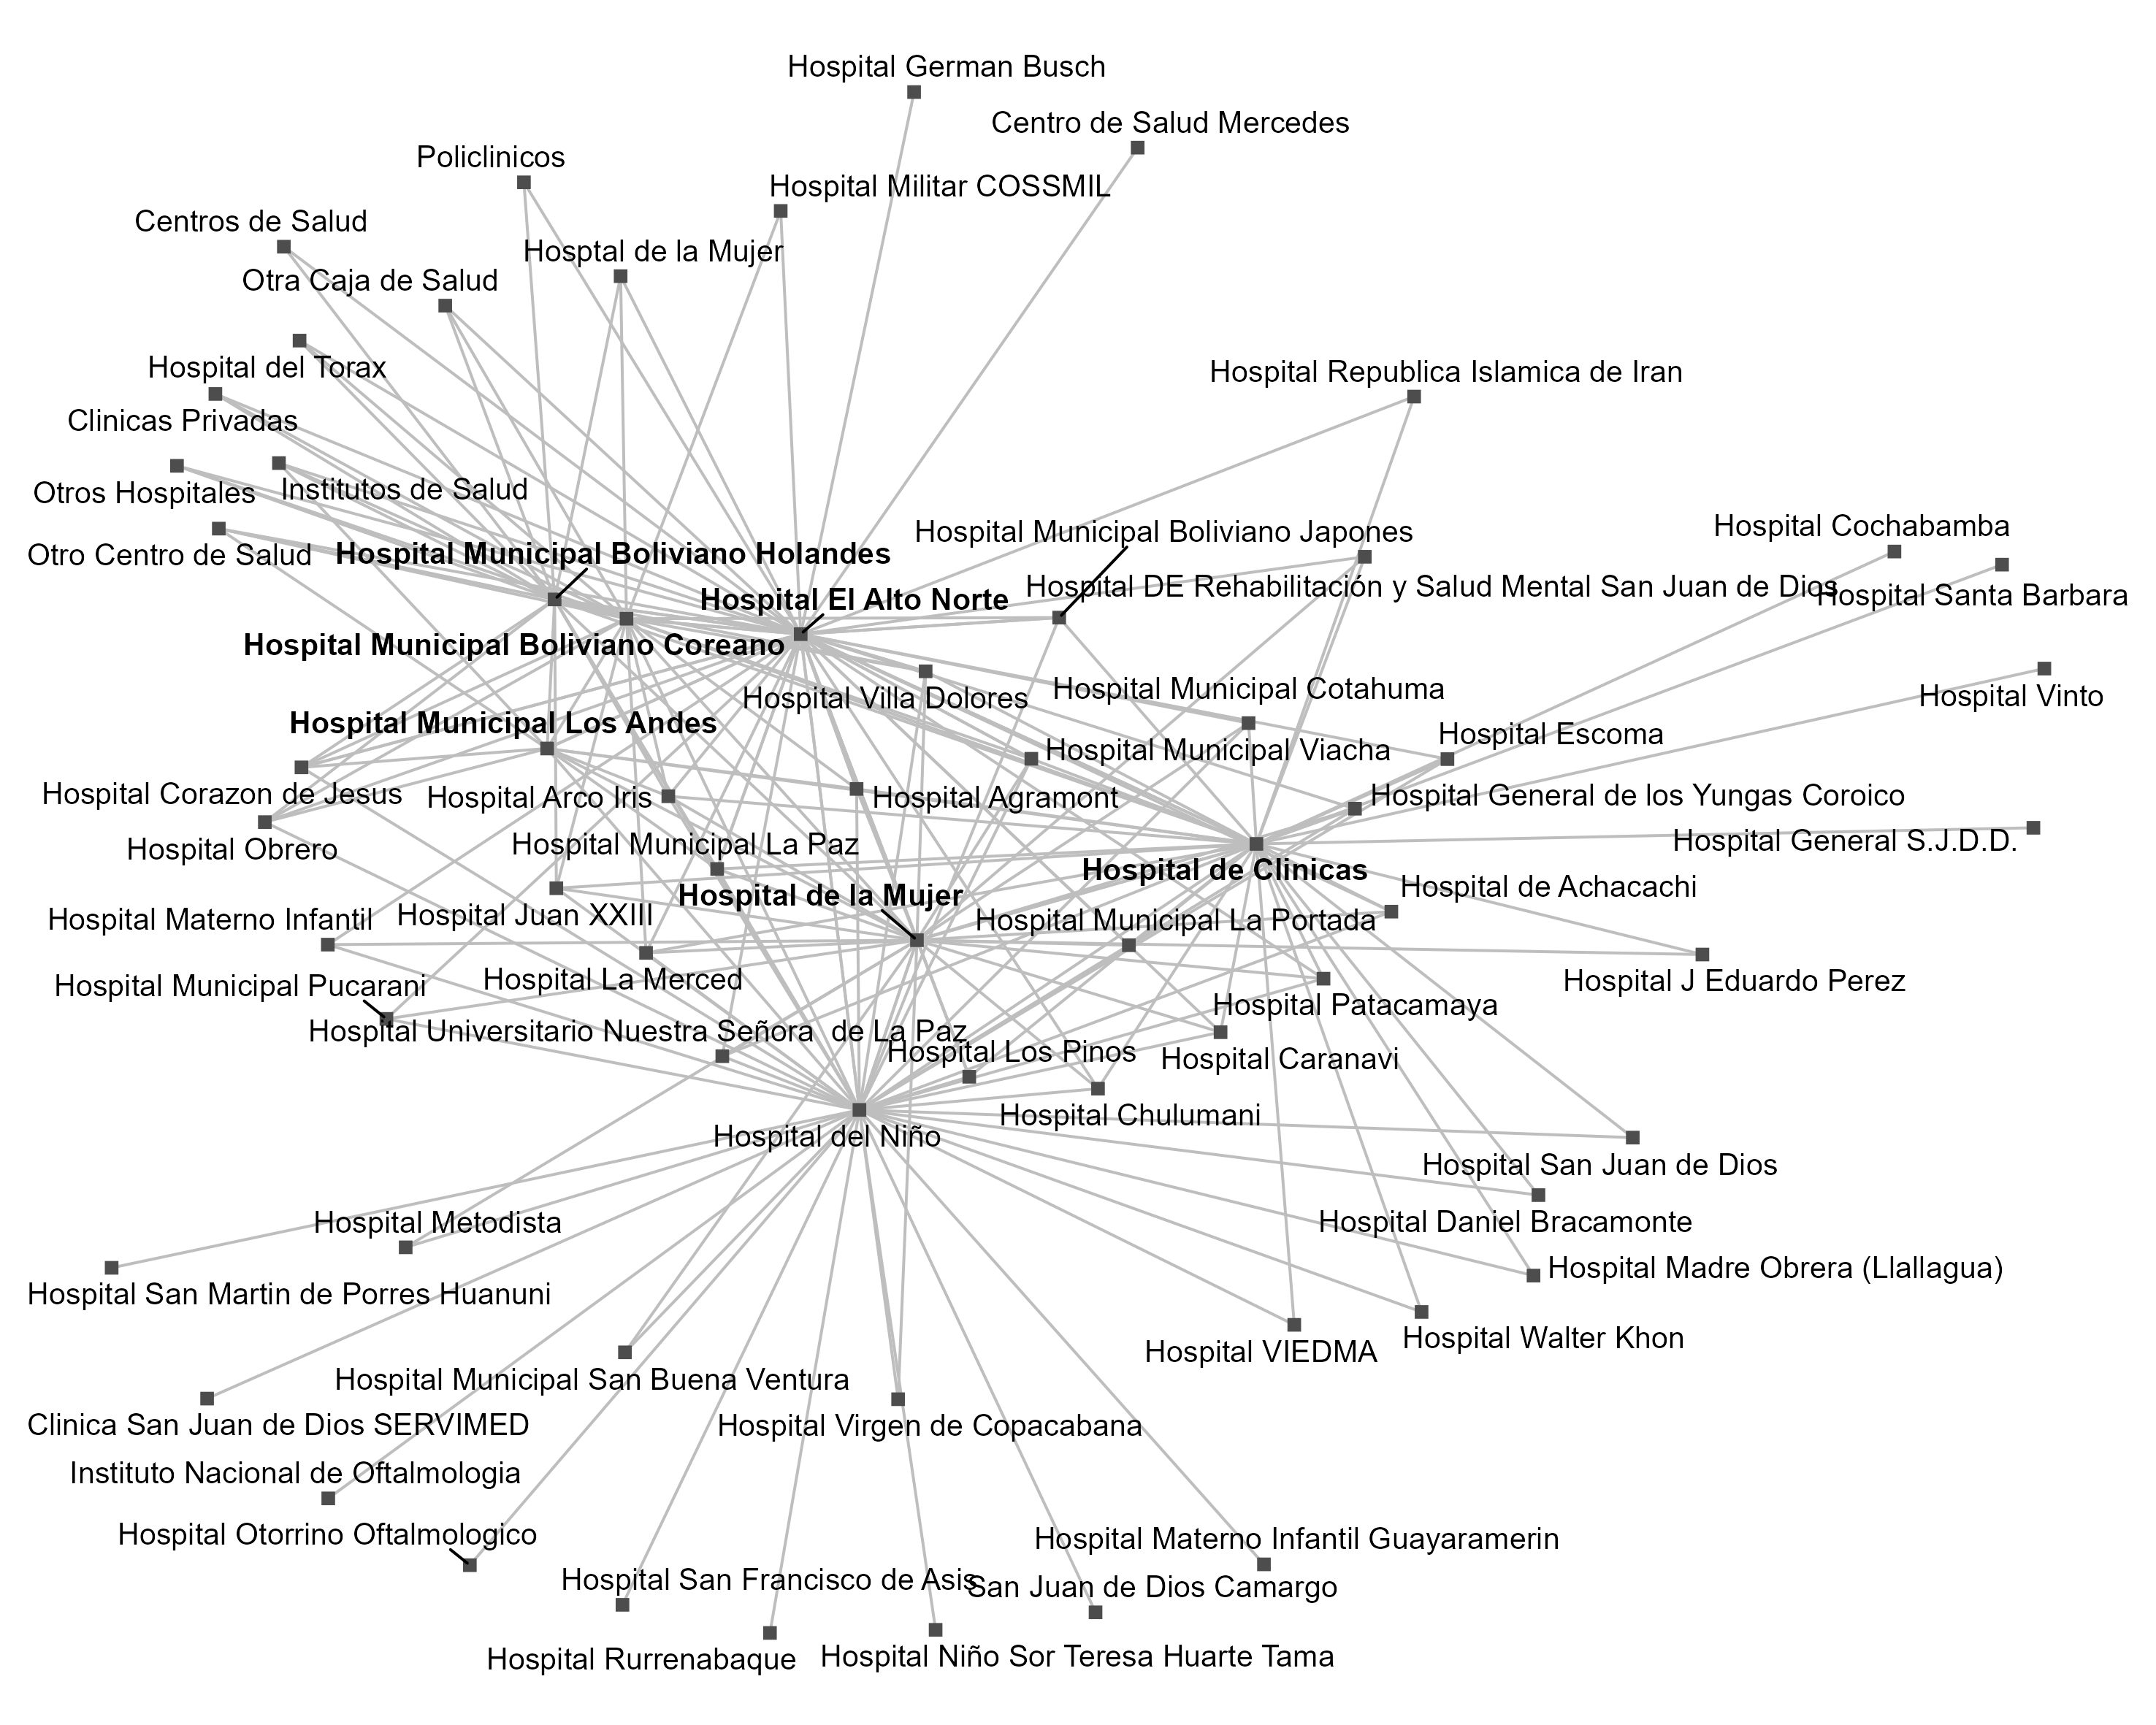 Hospital German Busch
Centro de Salud Mercedes
Policlinicos
Hospital Militar COSSMIL
Centros de Salud
Hosptal de la Mujer
Otra Caja de Salud
Hospital del Torax
Hospital Republica Islamica de Iran
Clinicas Privadas
Otros Hospitales
Institutos de Salud
Hospital Cochabamba
Hospital Municipal Boliviano Japones
Otro Centro de Salud
Hospital Municipal Boliviano Holandes
Hospital DE Rehabilitación y Salud Mental San Juan de Dios
Hospital Santa Barbara
Hospital El Alto Norte
Hospital Municipal Boliviano Coreano
Hospital Villa Dolores
Hospital Municipal Cotahuma
Hospital Vinto
Hospital Municipal Los Andes
Hospital Escoma
Hospital Municipal Viacha
Hospital Corazon de Jesus
Hospital Arco Iris
Hospital Agramont
Hospital General de los Yungas Coroico
Hospital Obrero
Hospital Municipal La Paz
Hospital General S.J.D.D.
Hospital de la Mujer
Hospital de Clinicas
Hospital de Achacachi
Hospital Materno Infantil
Hospital Juan XXIII
Hospital Municipal La Portada
Hospital Municipal Pucarani
Hospital La Merced
Hospital J Eduardo Perez
Hospital Patacamaya
Hospital Universitario Nuestra Señora  de La Paz
Hospital Los Pinos
Hospital Caranavi
Hospital Chulumani
Hospital del Niño
Hospital San Juan de Dios
Hospital Metodista
Hospital Daniel Bracamonte
Hospital Madre Obrera (Llallagua)
Hospital San Martin de Porres Huanuni
Hospital Walter Khon
Hospital VIEDMA
Hospital Municipal San Buena Ventura
Clinica San Juan de Dios SERVIMED
Hospital Virgen de Copacabana
Instituto Nacional de Oftalmologia
Hospital Otorrino Oftalmologico
Hospital Materno Infantil Guayaramerin
Hospital San Francisco de Asis
San Juan de Dios Camargo
Hospital Rurrenabaque
Hospital Niño Sor Teresa Huarte Tama